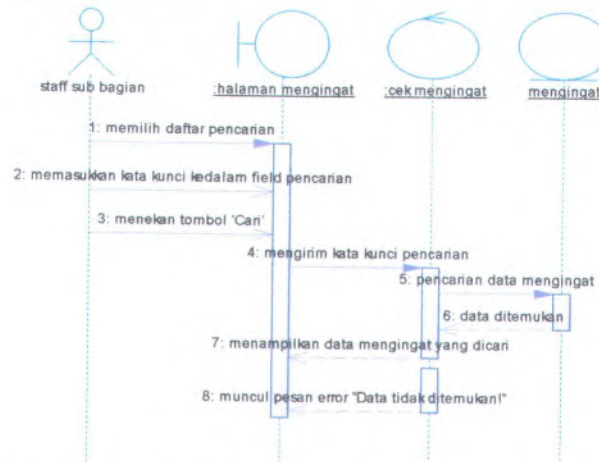 staff sub bagian
:halaman mengingat
:cek mengingat
mengingat
1: memilih daftar pencarian
2: memasukkan kata kunci kedalam field pencarian
3: menekan tombol 'Cari'
4: mengirim kata kunci pencarian
5: pencarian data mengingat
6: data ditemukan
7: menampilkan data mengingat yang dicari
8: muncul pesan error "Data tidak ditemukan!"